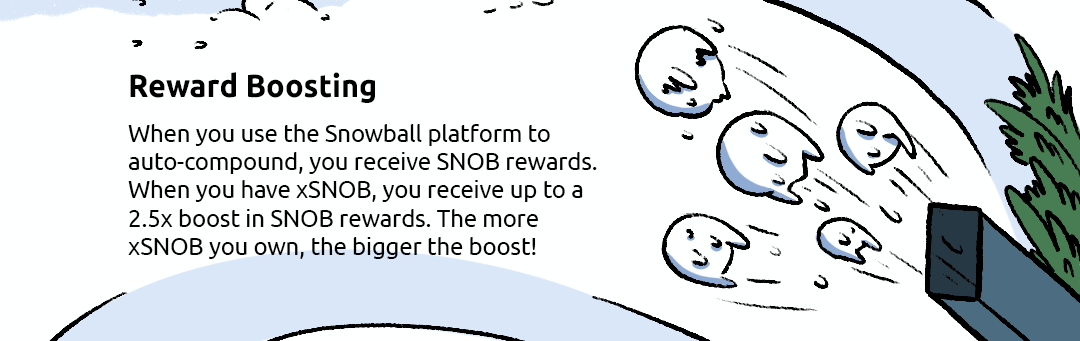 Reward Boosting
When you use the Snowball platform to
auto-compound, you receive SNOB rewards.
When you have xSNOB, you receive up to a
2.5x boost in SNOB rewards. The more
xSNOB you own, the bigger the boost!